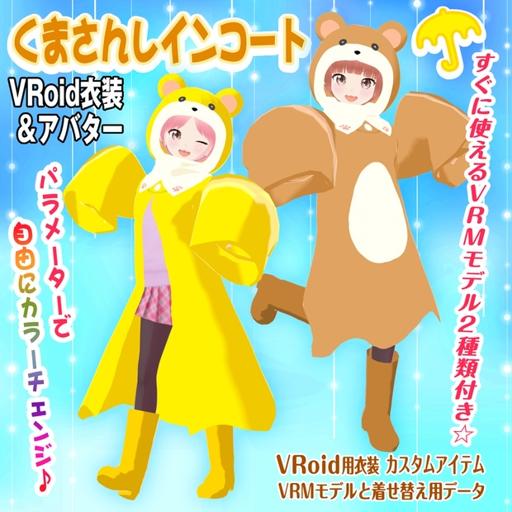 くまさんレインコート
VRoid衣装
&アバター
すぐに使えるVRMモデル2種類付き☆
パラメーターで
自由にカラーチェンジ♪
VRoid用衣装 カスタムアイテム
VRMモデルと着せ替え用データ